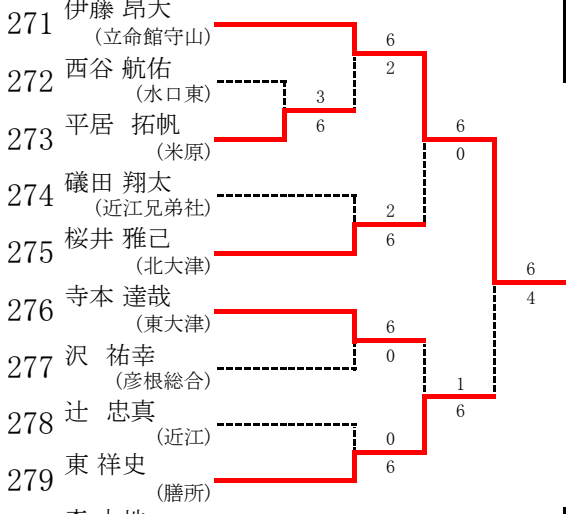 271 伊藤 昂大
(立命館守山)
272 西谷 航佑
(水口東)
273 平居 拓帆
(米原)
274 礒田 翔太
(近江兄弟社)
275 桜井 雅己
(北大津)
276 寺本 達哉
(東大津)
277 沢 祐幸
(彦根総合)
278 辻 忠真
(近江)
279 東 祥史
(膳所)
3
6
6
2
2
6
6
0
0
6
6
0
1
6
6
4